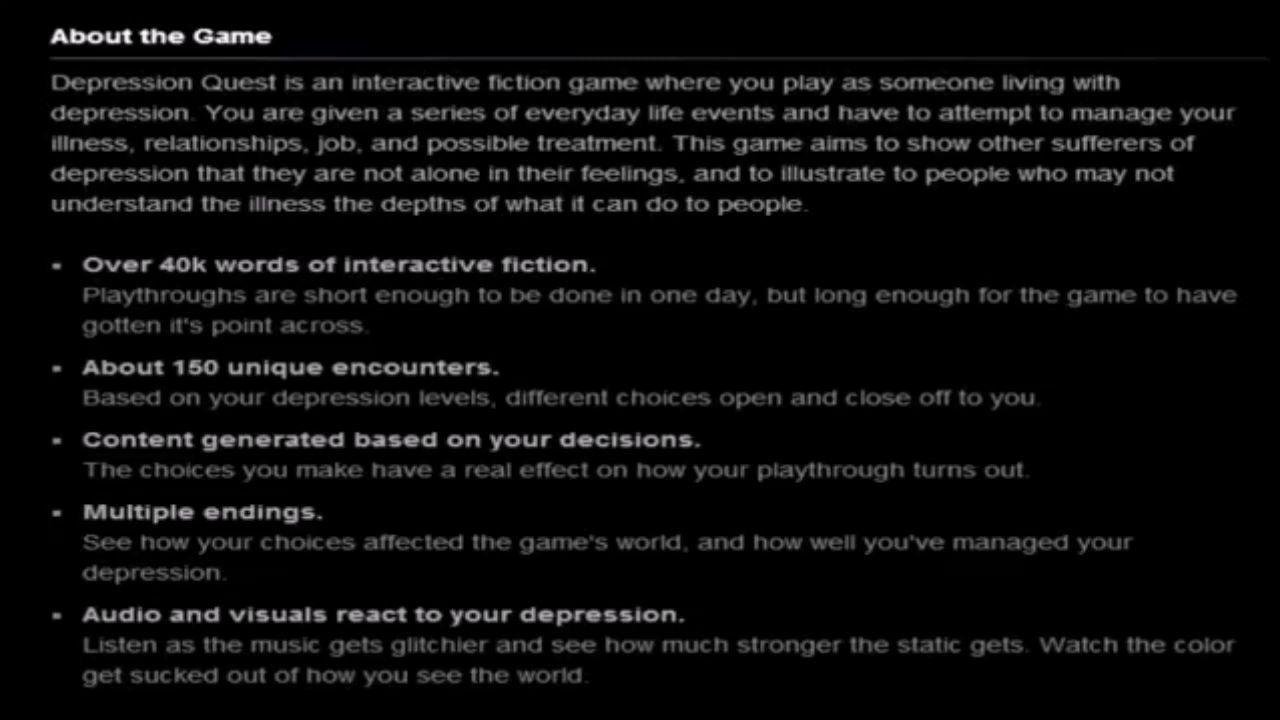 About the Game
Depression Quest is an interactive fiction game where you play as someone living with
depression. You are given a series of everyday life events and have to attempt to manage your
illness, relationships, job, and possible treatment. This game aims to show other sufferers of
depression that they are not alone in their feelings, and to illustrate to people who may not
understand the illness the depths of what it can do to people.
▪ Over 40k words of interactive fiction.
Playthroughs are short enough to be done in one day, but long enough for the game to have
gotten it's point across.
▪ About 150 unique encounters.
Based on your depression levels, different choices open and close off to you.
▪ Content generated based on your decisions.
The choices you make have a real effect on how your playthrough turns out.
▪ Multiple endings.
See how your choices affected the game's world, and how well you've managed your
depression.
▪ Audio and visuals react to your depression.
Listen as the music gets glitchier and see how much stronger the static gets. Watch the color
get sucked out of how you see the world.